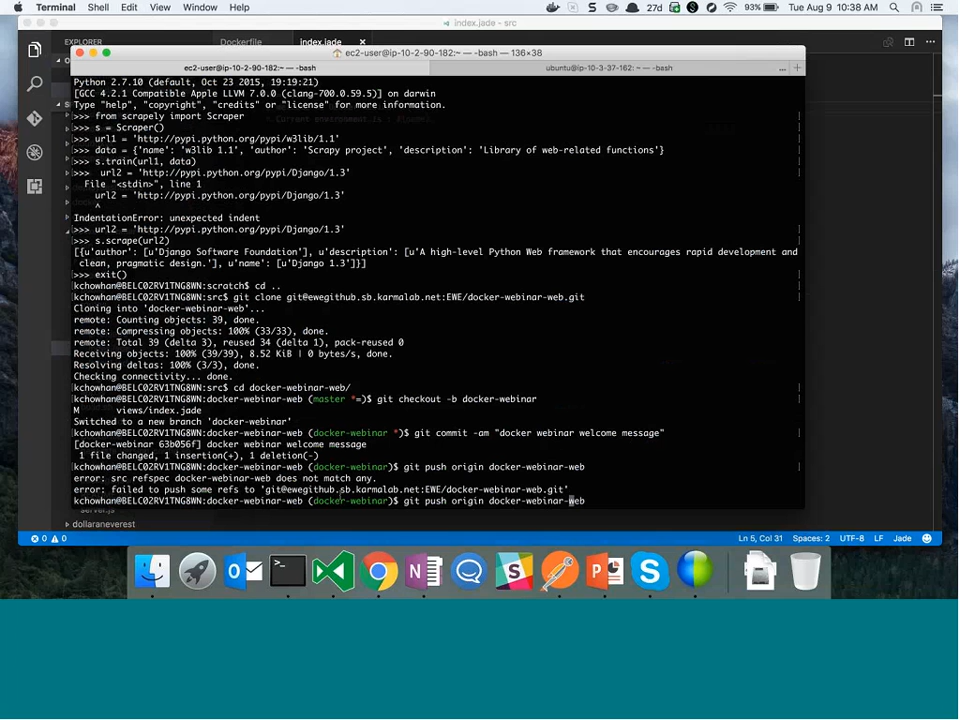 Terminal Shell Edit View Window Help 27d 93% Tue Aug 9 10:38 AM
index.jade - src
EXPLORER Dockerfile index.jade
ec2-user@ip-10-2-90-182:~ — -bash — 136×38
ec2-user@ip-10-2-90-182:~ — -bash ubuntu@ip-10-3-37-162: ~ — -bash ... +
Python 2.7.10 (default, Oct 23 2015, 19:19:21)
[GCC 4.2.1 Compatible Apple LLVM 7.0.0 (clang-700.0.59.5)] on darwin
Type "help", "copyright", "credits" or "license" for more information.
>>> from scrapely import Scraper
>>> s = Scraper()
>>> url1 = 'http://pypi.python.org/pypi/w3lib/1.1'
>>> data = {'name': 'w3lib 1.1', 'author': 'Scrapy project', 'description': 'Library of web-related functions'}
>>> s.train(url1, data)
>>>  url2 = 'http://pypi.python.org/pypi/Django/1.3'
File "<stdin>", line 1
url2 = 'http://pypi.python.org/pypi/Django/1.3'
^
IndentationError: unexpected indent
>>> url2 = 'http://pypi.python.org/pypi/Django/1.3'
>>> s.scrape(url2)
[{u'author': [u'Django Software Foundation'], u'description': [u'A high-level Python Web framework that encourages rapid development and
clean, pragmatic design.'], u'name': [u'Django 1.3']}]
>>> exit()
kchowhan@BELC02RV1TNG8WN:scratch$ cd ..
kchowhan@BELC02RV1TNG8WN:src$ git clone git@ewegithub.sb.karmalab.net:EWE/docker-webinar-web.git
Cloning into 'docker-webinar-web'...
remote: Counting objects: 39, done.
remote: Compressing objects: 100% (33/33), done.
remote: Total 39 (delta 3), reused 34 (delta 1), pack-reused 0
Receiving objects: 100% (39/39), 8.52 KiB | 0 bytes/s, done.
Resolving deltas: 100% (3/3), done.
Checking connectivity... done.
kchowhan@BELC02RV1TNG8WN:src$ cd docker-webinar-web/
kchowhan@BELC02RV1TNG8WN:docker-webinar-web (master *=)$ git checkout -b docker-webinar
M views/index.jade
Switched to a new branch 'docker-webinar'
kchowhan@BELC02RV1TNG8WN:docker-webinar-web (docker-webinar *)$ git commit -am "docker webinar welcome message"
[docker-webinar 63b056f] docker webinar welcome message
1 file changed, 1 insertion(+), 1 deletion(-)
kchowhan@BELC02RV1TNG8WN:docker-webinar-web (docker-webinar)$ git push origin docker-webinar-web
error: src refspec docker-webinar-web does not match any.
error: failed to push some refs to 'git@ewegithub.sb.karmalab.net:EWE/docker-webinar-web.git'
kchowhan@BELC02RV1TNG8WN:docker-webinar-web (docker-webinar)$ git push origin docker-webinar-web
server.js
dollaraneverest
0 0 Ln 5, Col 31 Spaces: 2 UTF-8 LF Jade